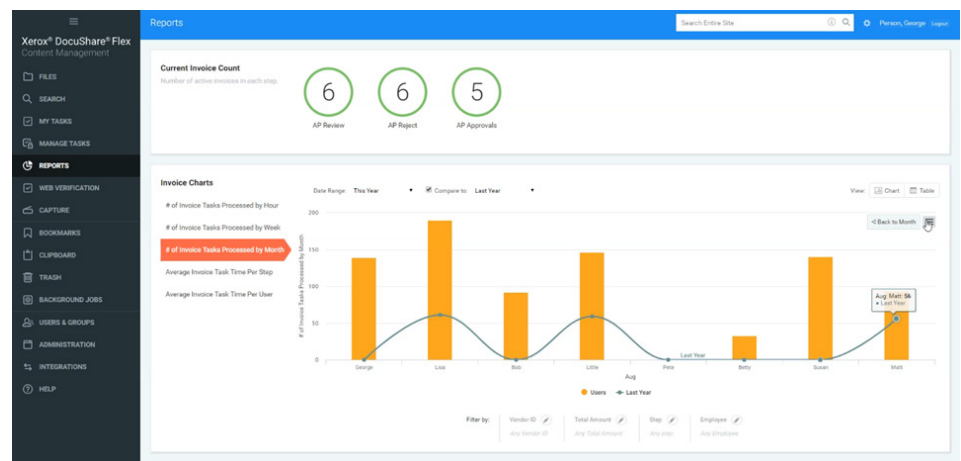 Reports
Search Entire Site
Person, George Logout
Xerox® DocuShare® Flex
Content Management
FILES
SEARCH
MY TASKS
MANAGE TASKS
REPORTS
WEB VERIFICATION
CAPTURE
BOOKMARKS
CLIPBOARD
TRASH
BACKGROUND JOBS
USERS & GROUPS
ADMINISTRATION
INTEGRATIONS
HELP
Current Invoice Count
Number of active invoices in each step.
6 6 5
AP Review AP Reject AP Approvals
Invoice Charts
# of Invoice Tasks Processed by Hour
# of Invoice Tasks Processed by Week
# of Invoice Tasks Processed by Month
Average Invoice Task Time Per Step
Average Invoice Task Time Per User
Date Range: This Year Compare to: Last Year
View: Chart Table
Back to Month
# of Invoice Tasks Processed by Month
200
150
100
50
0
Aug Matt: 56
Last Year
Last Year
George Lisa Bob Little Pete Betty Susan Matt
Aug
Users Last Year
Filter by: Vendor ID Total Amount Step Employee
Any Vendor ID Any Total Amount Any step Any Employee